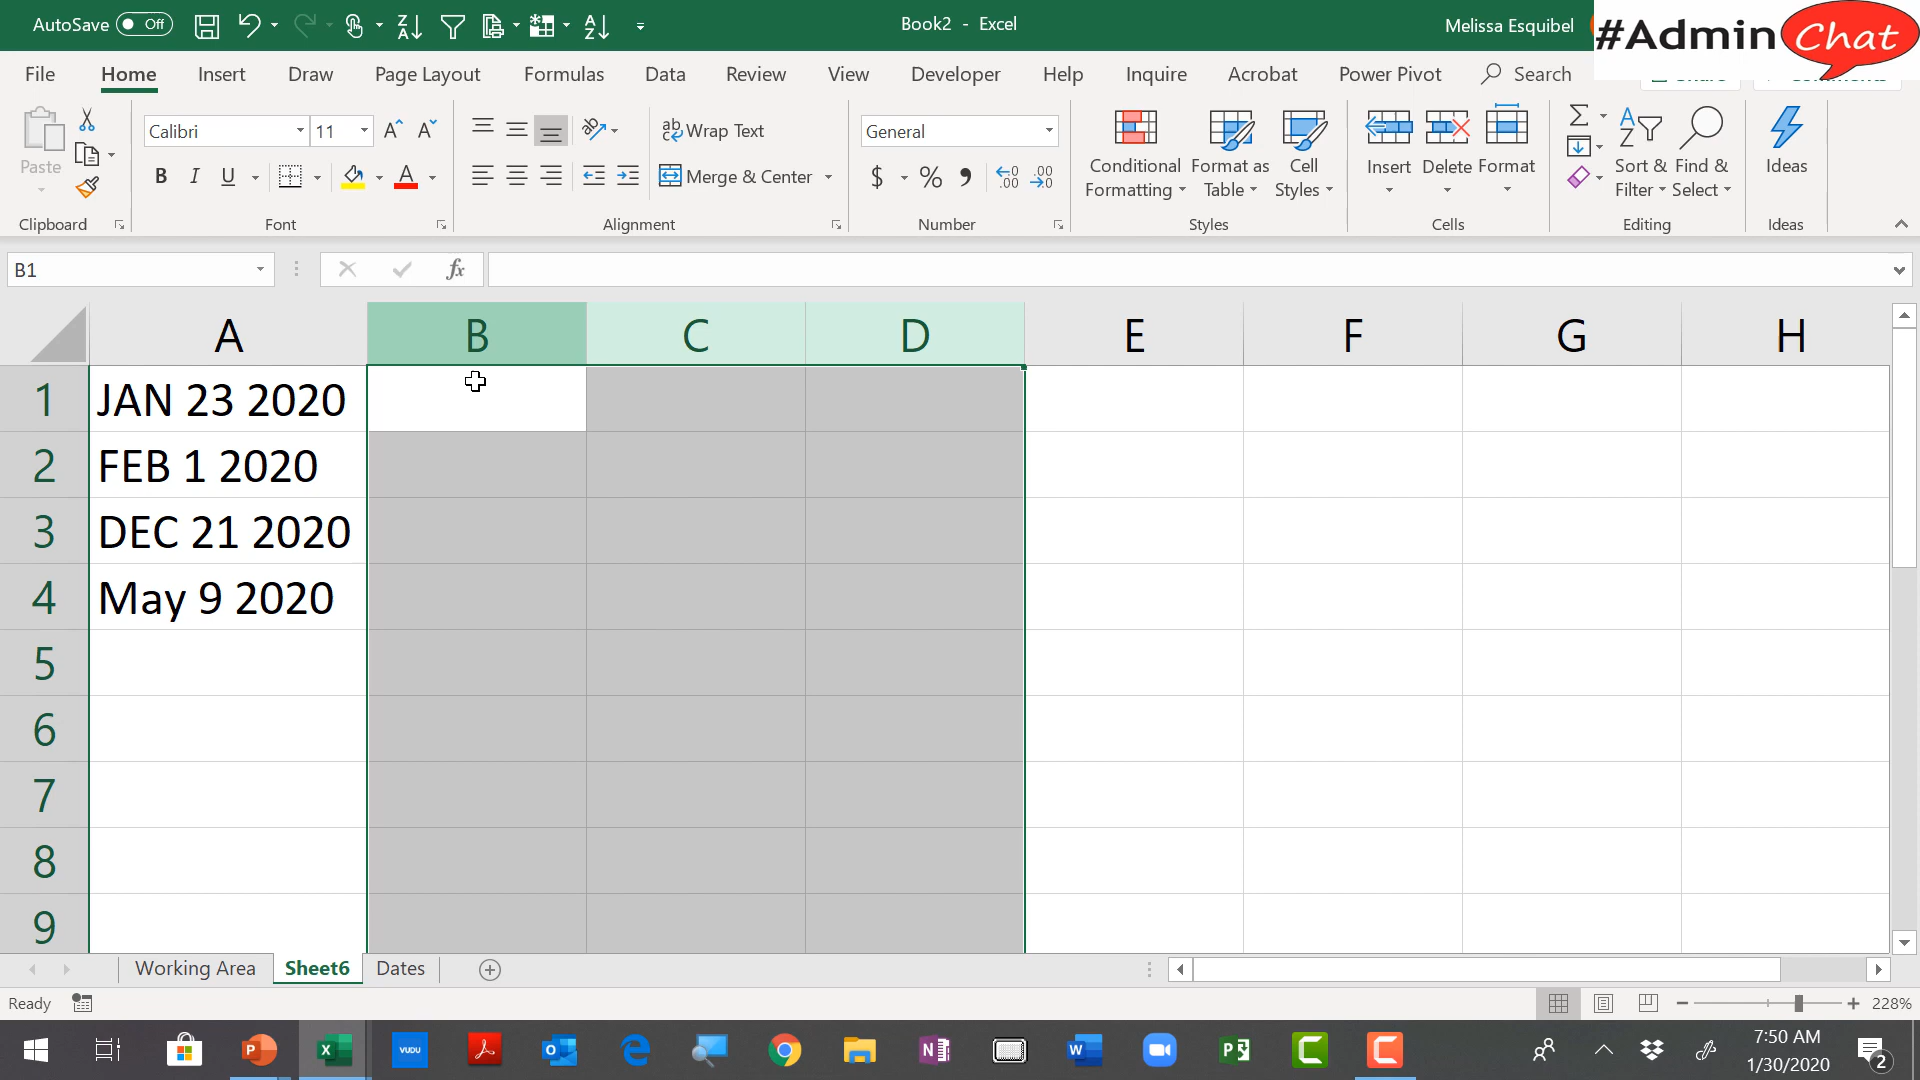 AutoSave Off
Book2 - Excel
Melissa Esquibel
#Admin Chat
File Home Insert Draw Page Layout Formulas Data Review View Developer Help Inquire Acrobat Power Pivot Search
Paste
Calibri 11
Wrap Text
General
Merge & Center
B I U
$ % ,
Conditional Formatting
Format as Table
Cell Styles
Insert Delete Format
Sort & Filter
Find & Select
Ideas
Clipboard Font Alignment Number Styles Cells Editing Ideas
B1
fx
A B C D E F G H
1 JAN 23 2020
2 FEB 1 2020
3 DEC 21 2020
4 May 9 2020
5
6
7
8
9
Working Area Sheet6 Dates
Ready
228%
VUDU
7:50 AM
1/30/2020
2